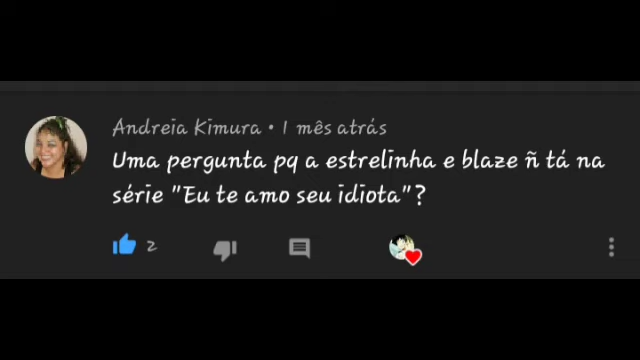 Andreia Kimura • 1 mês atrás
Uma pergunta pq a estrelinha e blaze ñ tá na
série "Eu te amo seu idiota"?
2